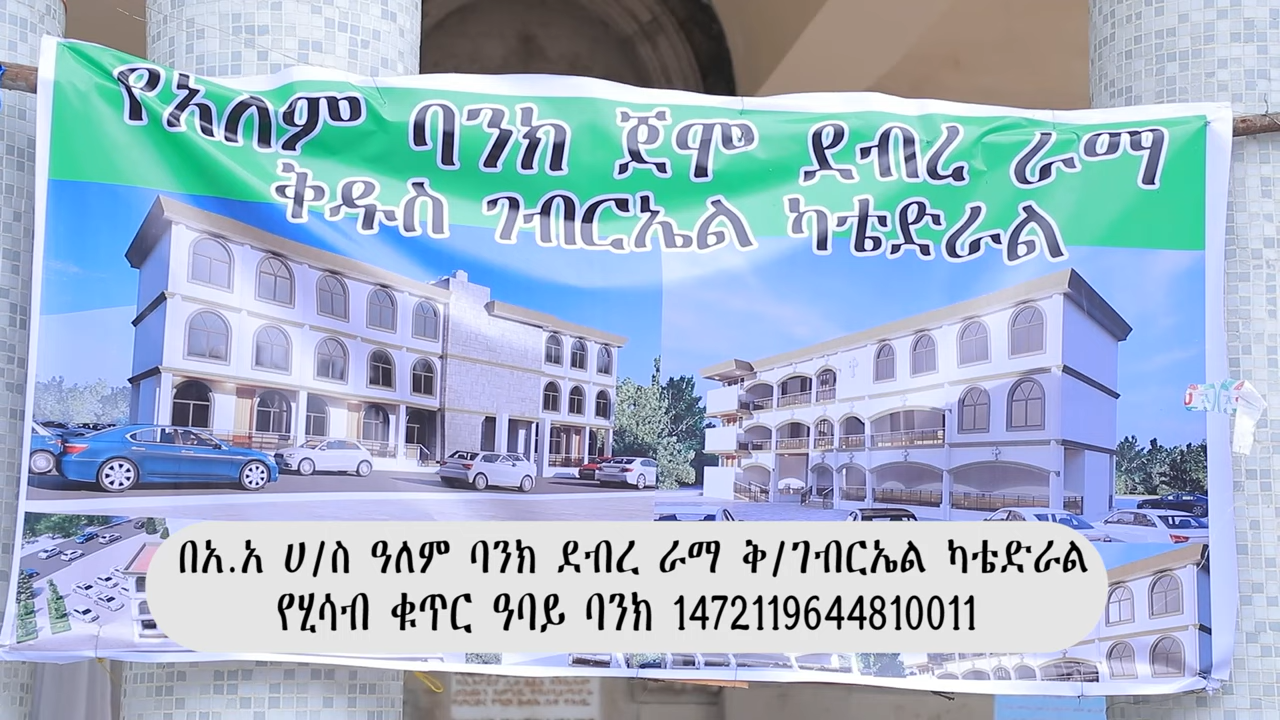 የአለም ባንክ ጀሞ ደብረ ራማ
ቅዱስ ገብርኤል ካቴድራል
በአ.አ ሀ/ስ ዓለም ባንክ ደብረ ራማ ቅ/ገብርኤል ካቴድራል
የሂሳብ ቁጥር ዓባይ ባንክ 1472119644810011